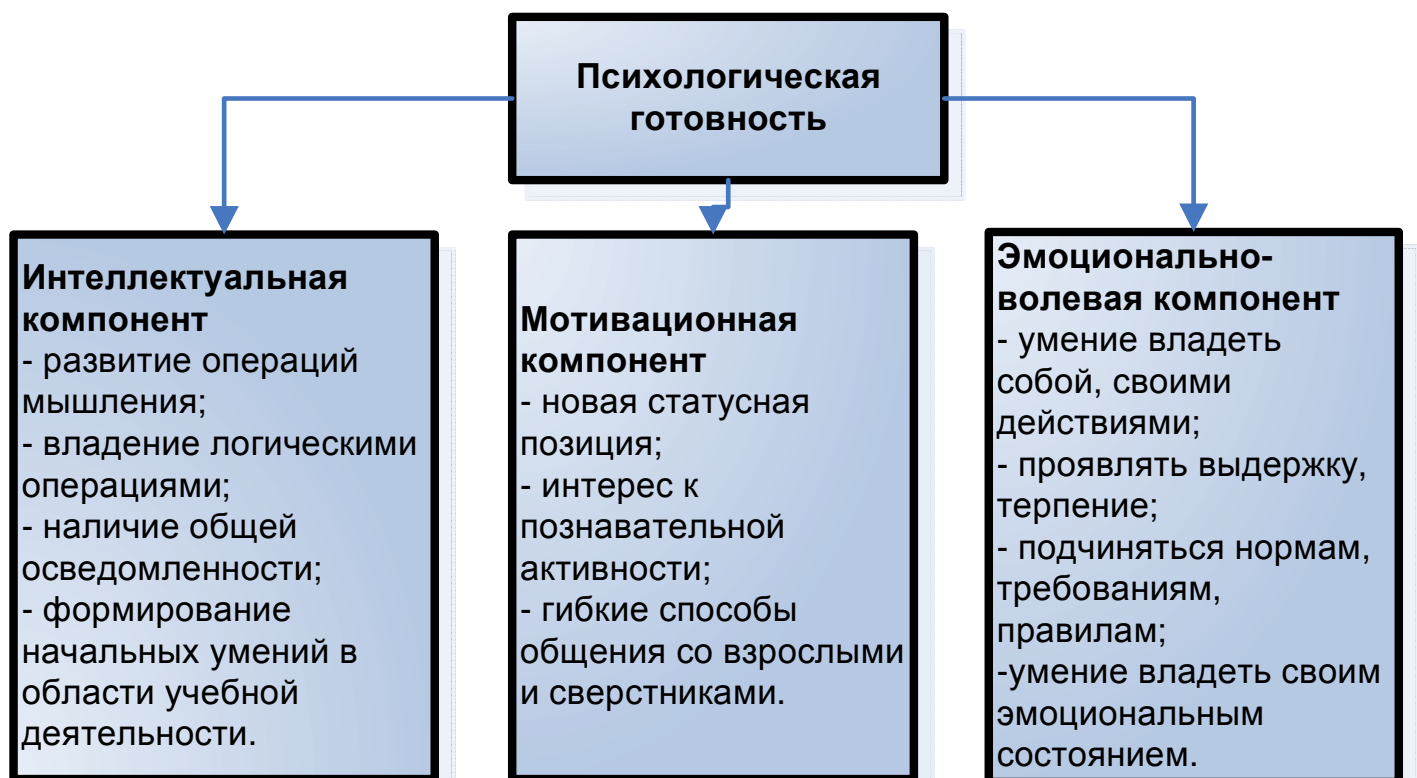 Психологическая
готовность
Интеллектуальная
компонент
- развитие операций
мышления;
- владение логическими
операциями;
- наличие общей
осведомленности;
- формирование
начальных умений в
области учебной
деятельности.
Мотивационная
компонент
- новая статусная
позиция;
- интерес к
познавательной
активности;
- гибкие способы
общения со взрослыми
и сверстниками.
Эмоционально-
волевая компонент
- умение владеть
собой, своими
действиями;
- проявлять выдержку,
терпение;
- подчиняться нормам,
требованиям,
правилам;
-умение владеть своим
эмоциональным
состоянием.